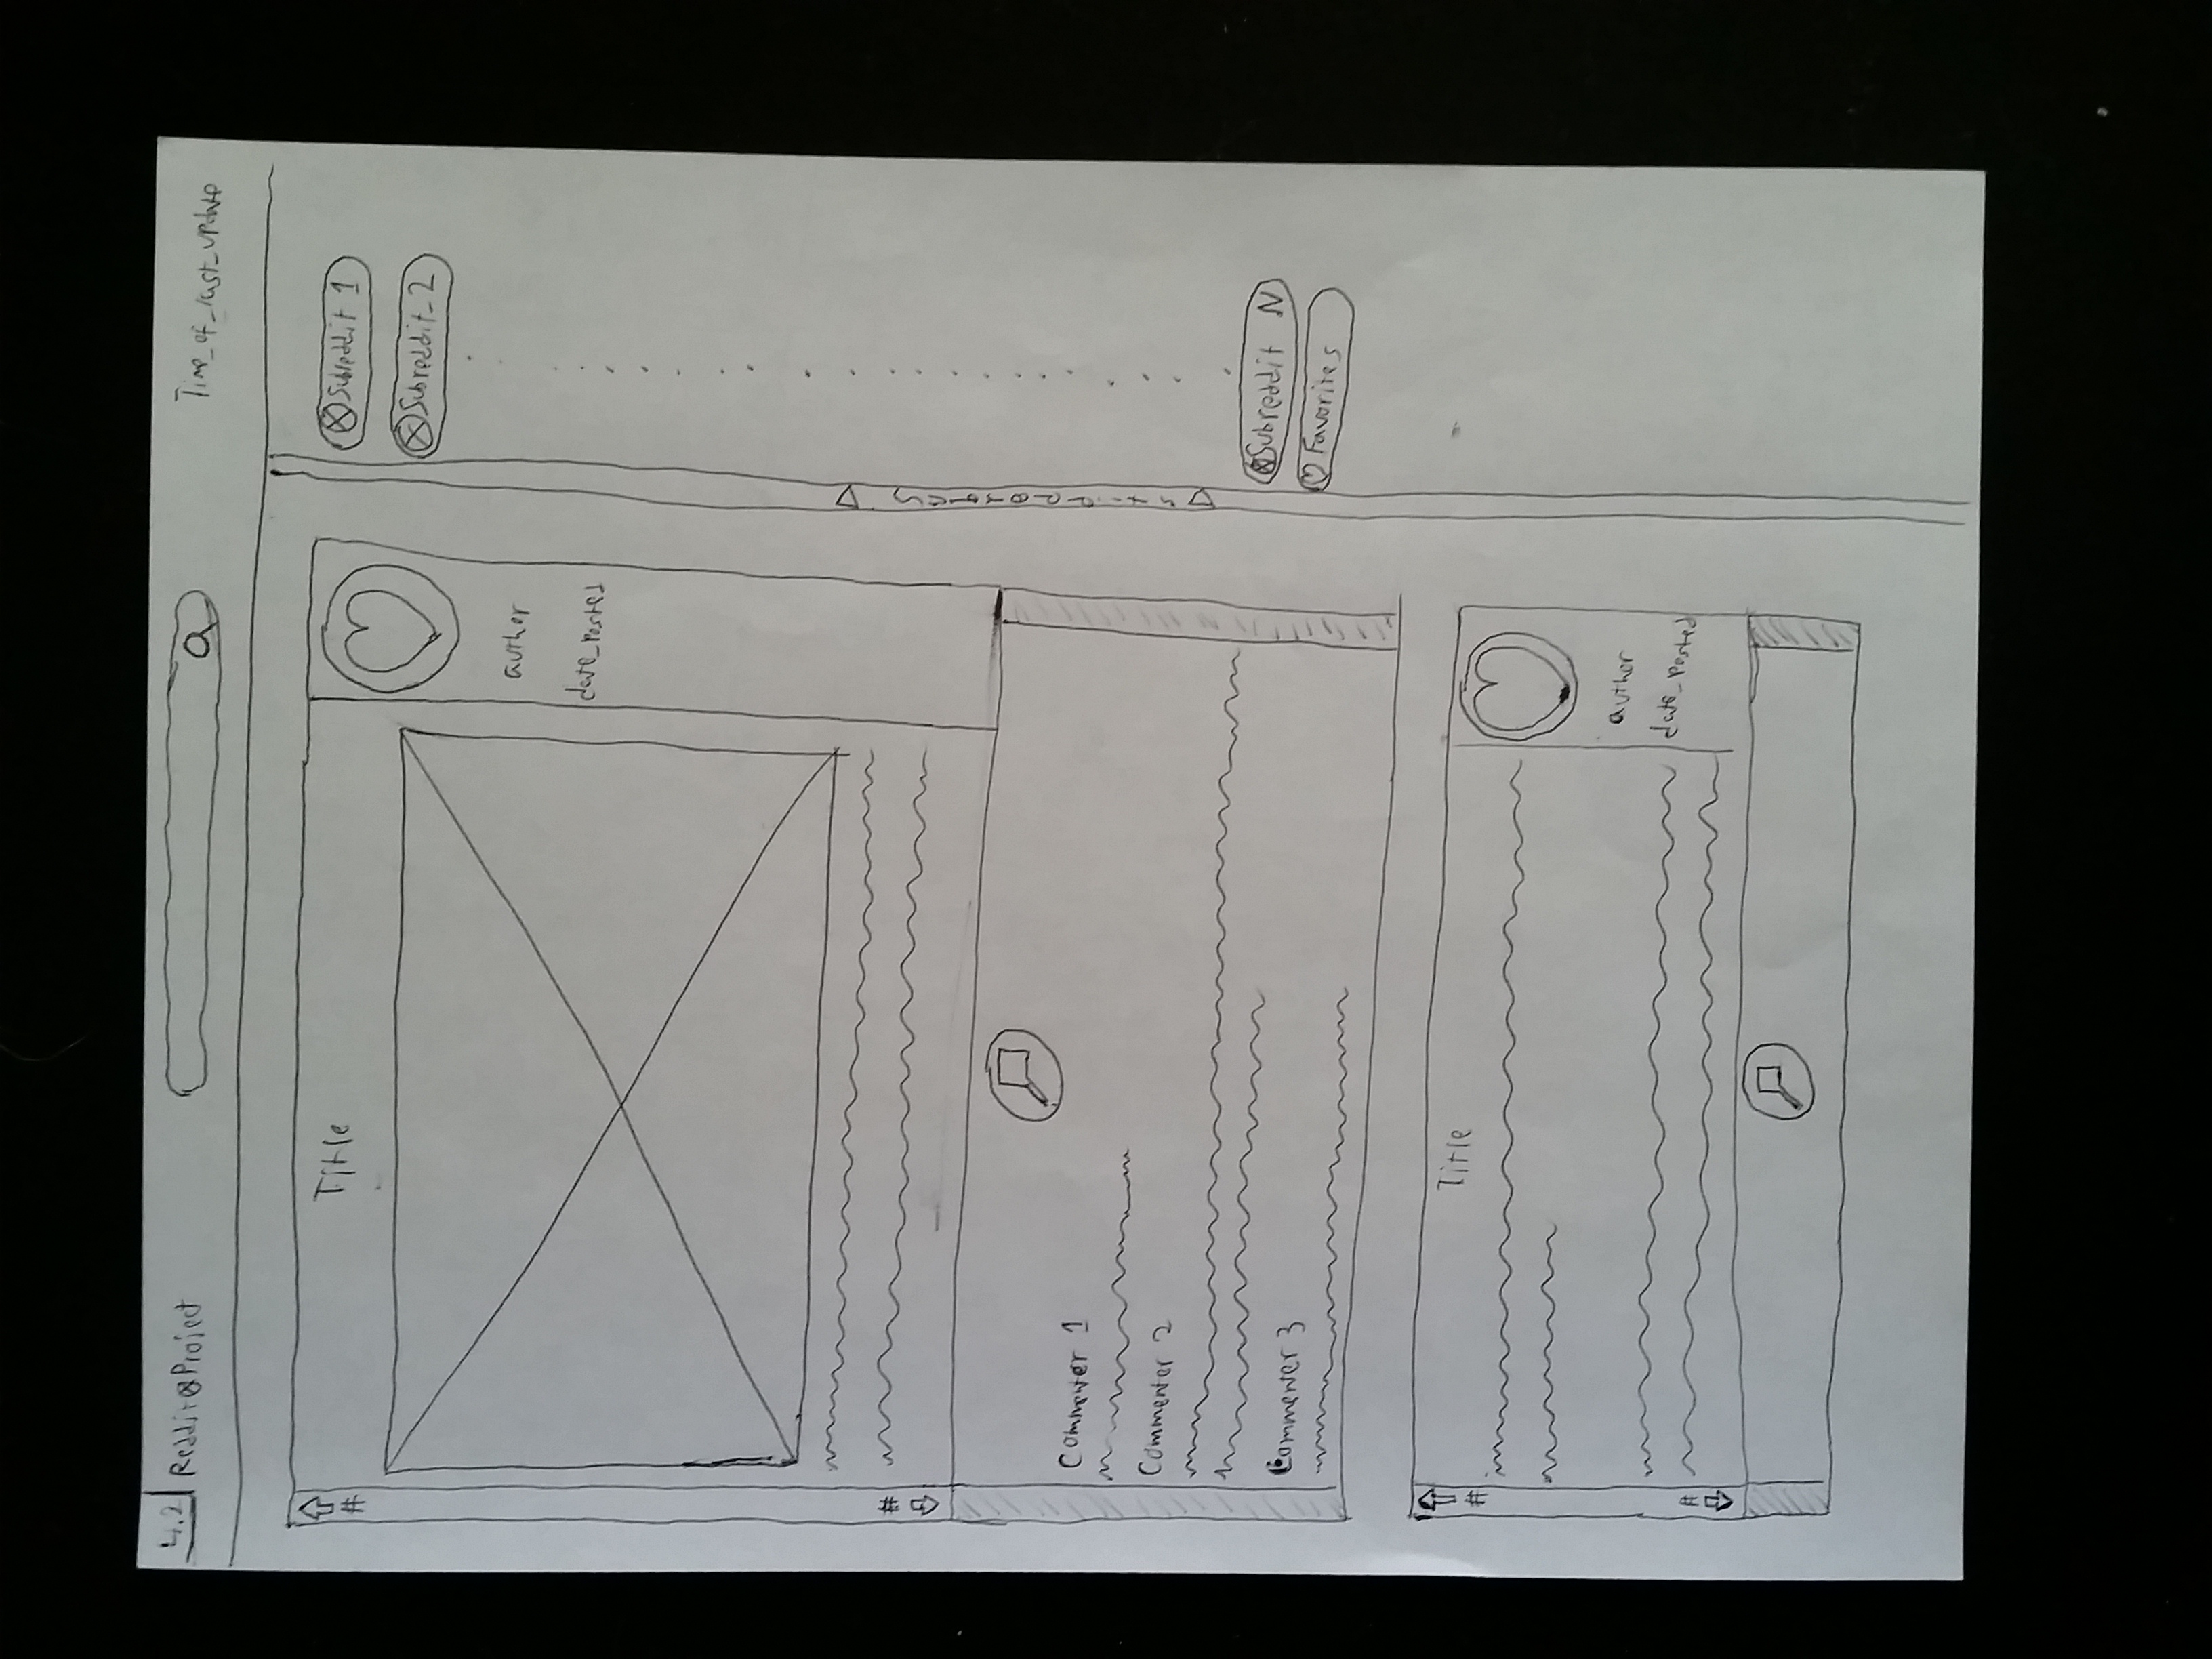 4.2
Reddit Project
Time_of_last_update
Title
#
#
author
date_posted
Commenter 1
Commenter 2
Commenter 3
Title
#
#
author
date_posted
Subreddits
Subreddit 1
Subreddit_2
Subreddit N
Favorites